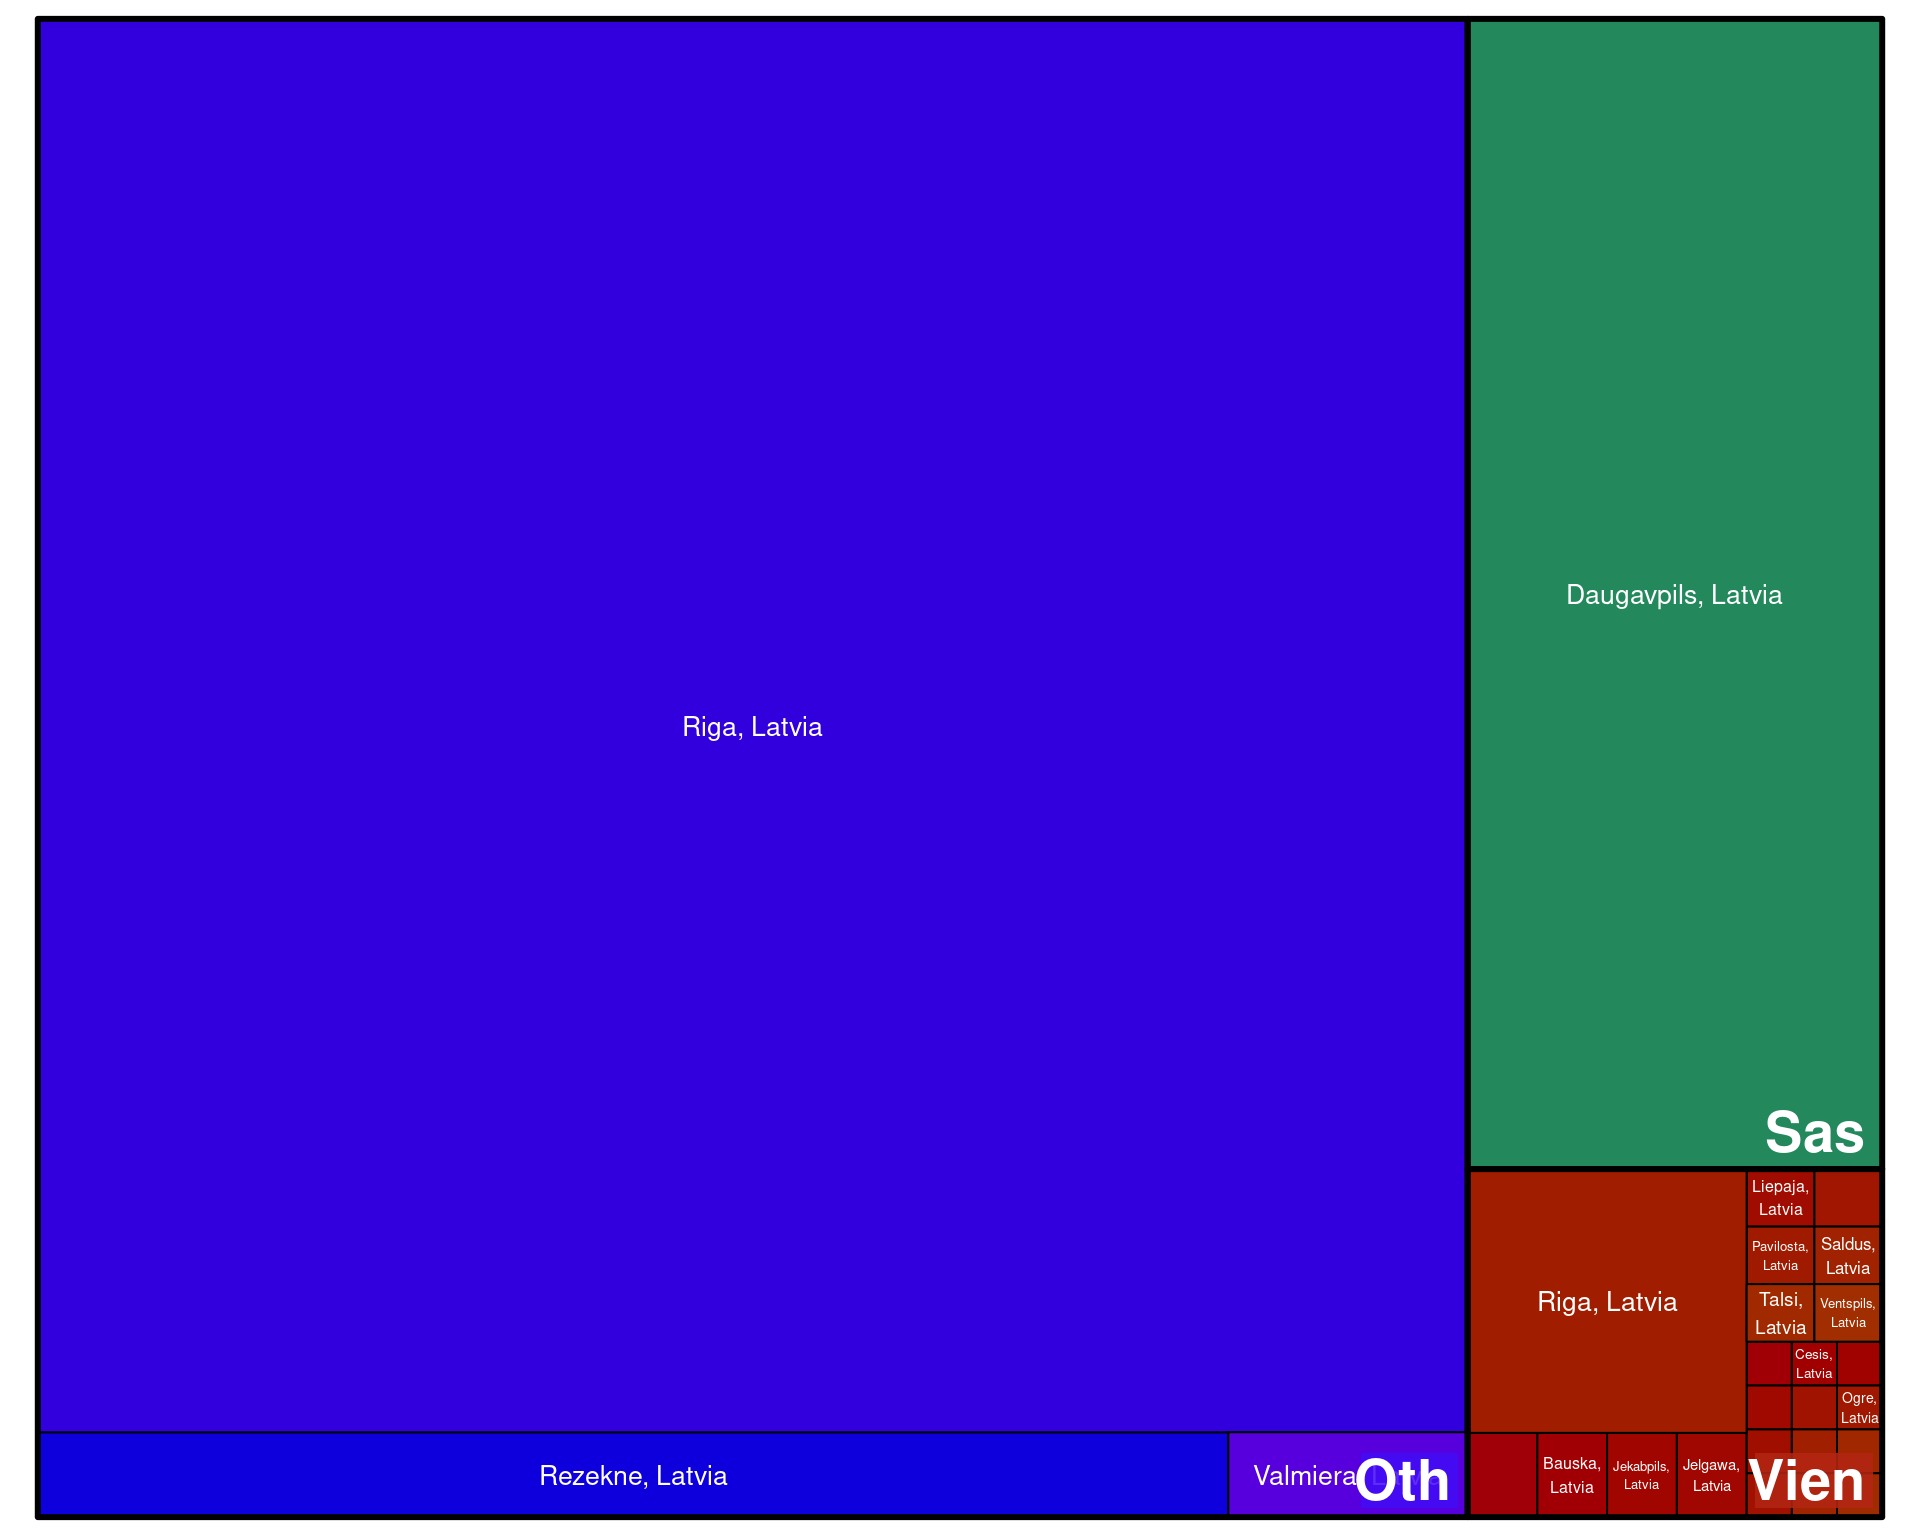 Riga, Latvia
Rezekne, Latvia
Valmiera
Oth
Daugavpils, Latvia
Sas
Riga, Latvia
Liepaja,
Latvia
Pavilosta,
Latvia
Saldus,
Latvia
Talsi,
Latvia
Ventspils,
Latvia
Cesis,
Latvia
Ogre,
Latvia
Bauska,
Latvia
Jekabpils,
Latvia
Jelgawa,
Latvia
Vien